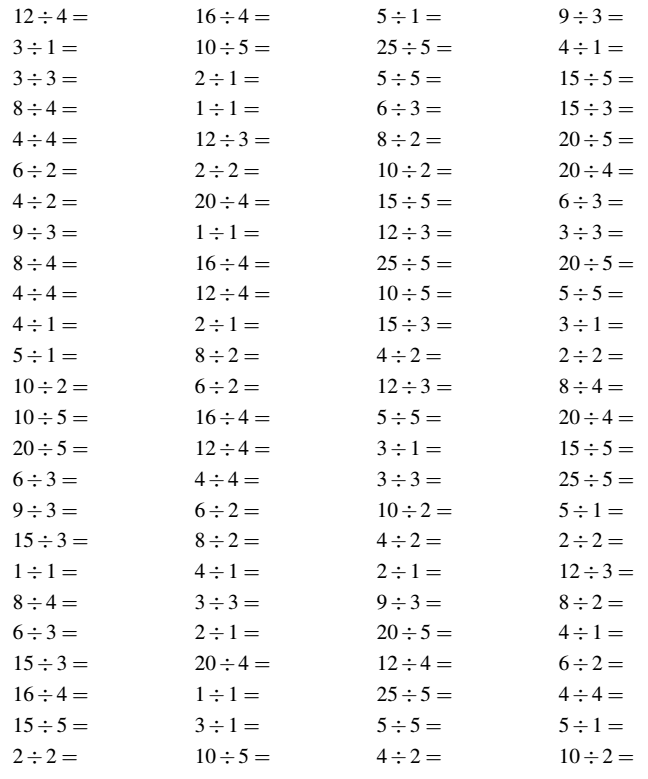 12 ÷ 4 = 16 ÷ 4 = 5 ÷ 1 = 9 ÷ 3 =
3 ÷ 1 = 10 ÷ 5 = 25 ÷ 5 = 4 ÷ 1 =
3 ÷ 3 = 2 ÷ 1 = 5 ÷ 5 = 15 ÷ 5 =
8 ÷ 4 = 1 ÷ 1 = 6 ÷ 3 = 15 ÷ 3 =
4 ÷ 4 = 12 ÷ 3 = 8 ÷ 2 = 20 ÷ 5 =
6 ÷ 2 = 2 ÷ 2 = 10 ÷ 2 = 20 ÷ 4 =
4 ÷ 2 = 20 ÷ 4 = 15 ÷ 5 = 6 ÷ 3 =
9 ÷ 3 = 1 ÷ 1 = 12 ÷ 3 = 3 ÷ 3 =
8 ÷ 4 = 16 ÷ 4 = 25 ÷ 5 = 20 ÷ 5 =
4 ÷ 4 = 12 ÷ 4 = 10 ÷ 5 = 5 ÷ 5 =
4 ÷ 1 = 2 ÷ 1 = 15 ÷ 3 = 3 ÷ 1 =
5 ÷ 1 = 8 ÷ 2 = 4 ÷ 2 = 2 ÷ 2 =
10 ÷ 2 = 6 ÷ 2 = 12 ÷ 3 = 8 ÷ 4 =
10 ÷ 5 = 16 ÷ 4 = 5 ÷ 5 = 20 ÷ 4 =
20 ÷ 5 = 12 ÷ 4 = 3 ÷ 1 = 15 ÷ 5 =
6 ÷ 3 = 4 ÷ 4 = 3 ÷ 3 = 25 ÷ 5 =
9 ÷ 3 = 6 ÷ 2 = 10 ÷ 2 = 5 ÷ 1 =
15 ÷ 3 = 8 ÷ 2 = 4 ÷ 2 = 2 ÷ 2 =
1 ÷ 1 = 4 ÷ 1 = 2 ÷ 1 = 12 ÷ 3 =
8 ÷ 4 = 3 ÷ 3 = 9 ÷ 3 = 8 ÷ 2 =
6 ÷ 3 = 2 ÷ 1 = 20 ÷ 5 = 4 ÷ 1 =
15 ÷ 3 = 20 ÷ 4 = 12 ÷ 4 = 6 ÷ 2 =
16 ÷ 4 = 1 ÷ 1 = 25 ÷ 5 = 4 ÷ 4 =
15 ÷ 5 = 3 ÷ 1 = 5 ÷ 5 = 5 ÷ 1 =
2 ÷ 2 = 10 ÷ 5 = 4 ÷ 2 = 10 ÷ 2 =